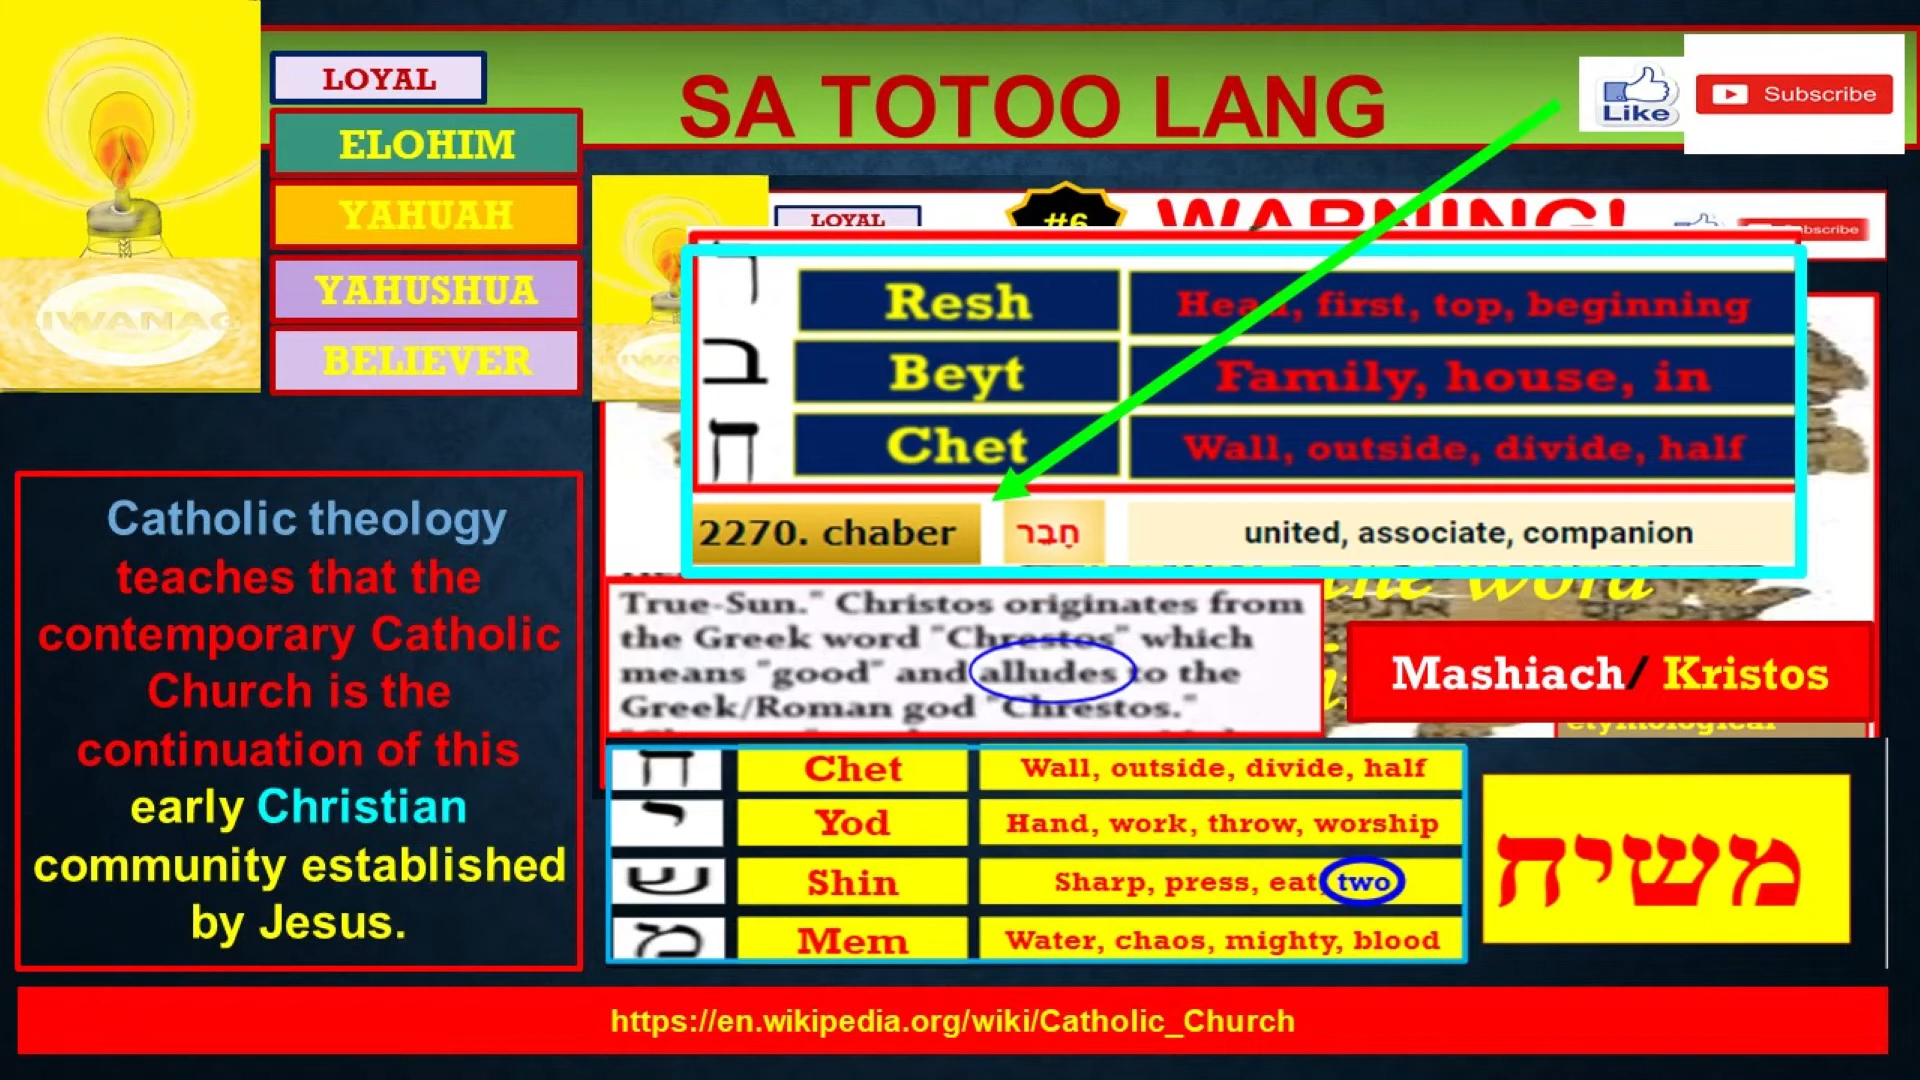 LOYAL
ELOHIM
YAHUAH
YAHUSHUA
BELIEVER
SA TOTOO LANG
Like
Subscribe
LOYAL
#6
WARNING!
Resh
Head, first, top, beginning
ב
Beyt
Family, house, in
ח
Chet
Wall, outside, divide, half
2270. chaber
חָבֵר
united, associate, companion
the word
True-Sun." Christos originates from
the Greek word "Chrestos" which
means "good" and alludes to the
Greek/Roman god "Chrestos."
Mashiach/ Kristos
etymological
ח
Chet
Wall, outside, divide, half
י
Yod
Hand, work, throw, worship
ש
Shin
Sharp, press, eat, two
מ
Mem
Water, chaos, mighty, blood
משיח
Catholic theology
teaches that the
contemporary Catholic
Church is the
continuation of this
early Christian
community established
by Jesus.
https://en.wikipedia.org/wiki/Catholic_Church